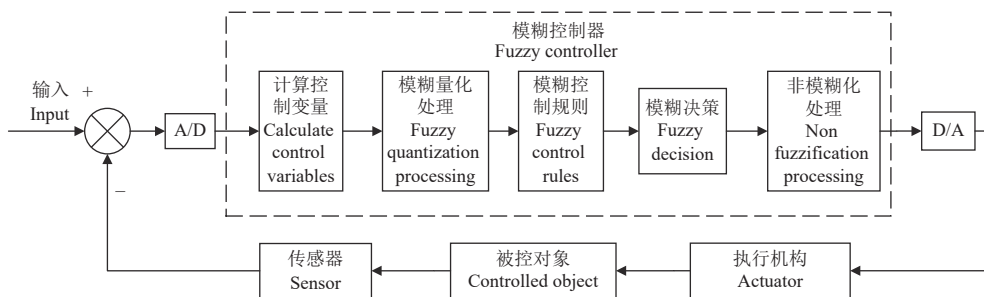 模糊控制器
Fuzzy controller
输入
Input
+
−
A/D
计算控
制变量
Calculate
control
variables
模糊量化
处理
Fuzzy
quantization
processing
模糊控
制规则
Fuzzy
control
rules
模糊决策
Fuzzy
decision
非模糊化
处理
Non
fuzzification
processing
D/A
传感器
Sensor
被控对象
Controlled object
执行机构
Actuator